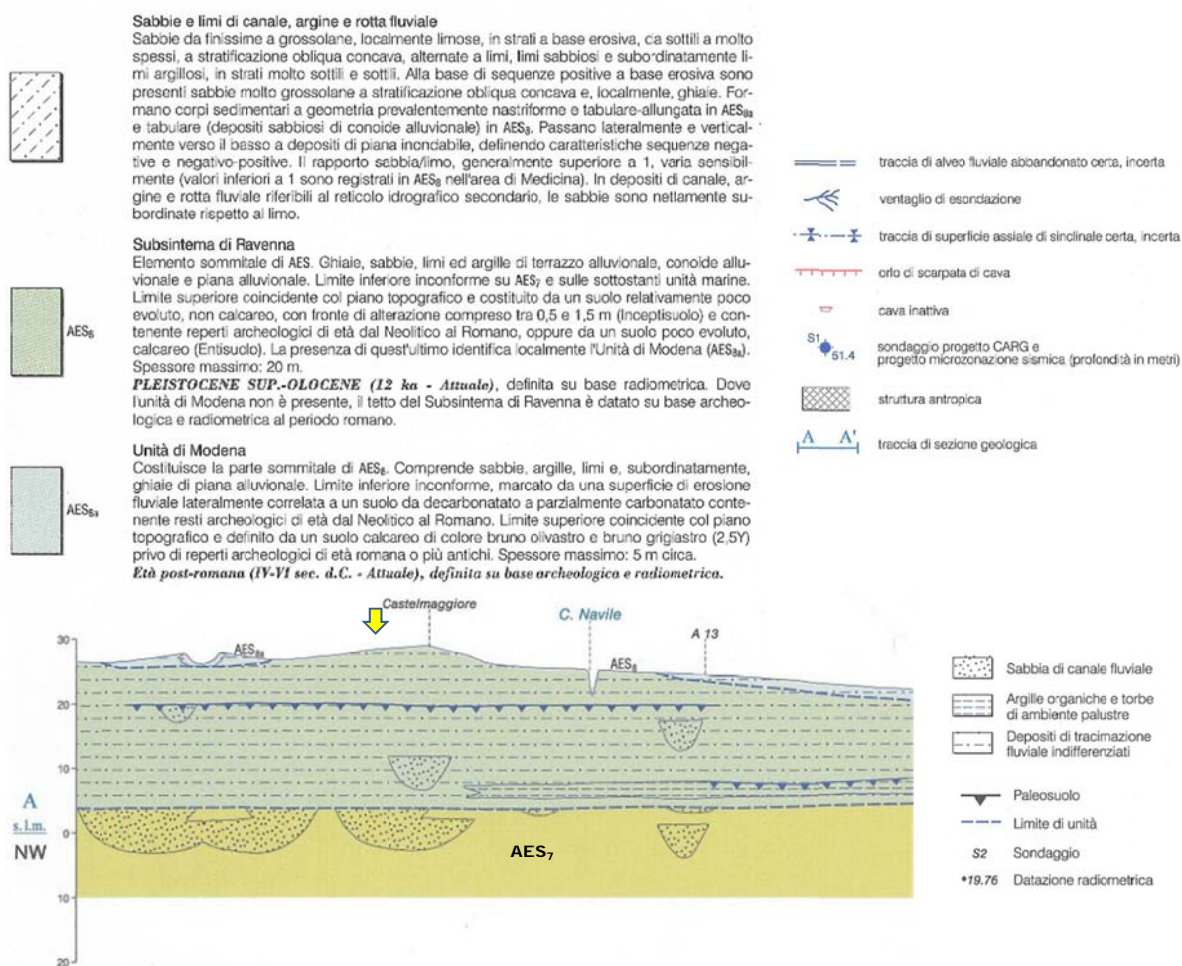 Sabbie e limi di canale, argine e rotta fluviale
Sabbie da finissime a grossolane, localmente limose, in strati a base erosiva, da sottili a molto
spessi, a stratificazione obliqua concava, alternate a limi, limi sabbiosi e subordinatamente li-
mi argillosi, in strati molto sottili e sottili. Alla base di sequenze positive a base erosiva sono
presenti sabbie molto grossolane a stratificazione obliqua concava e, localmente, ghiaie. For-
mano corpi sedimentari a geometria prevalentemente nastriforme e tabulare-allungata in AES8a
e tabulare (depositi sabbiosi di conoide alluvionale) in AES8. Passano lateralmente e vertical-
mente verso il basso a depositi di piana inondabile, definendo caratteristiche sequenze nega-
tive e negativo-positive. Il rapporto sabbia/limo, generalmente superiore a 1, varia sensibil-
mente (valori inferiori a 1 sono registrati in AES8 nell'area di Medicina). In depositi di canale, ar-
gine e rotta fluviale riferibili al reticolo idrografico secondario, le sabbie sono nettamente su-
bordinate rispetto al limo.
AES8
Subsintema di Ravenna
Elemento sommitale di AES. Ghiaie, sabbie, limi ed argille di terrazzo alluvionale, conoide allu-
vionale e piana alluvionale. Limite inferiore inconforme su AES7 e sulle sottostanti unità marine.
Limite superiore coincidente col piano topografico e costituito da un suolo relativamente poco
evoluto, non calcareo, con fronte di alterazione compreso tra 0,5 e 1,5 m (Inceptisuolo) e con-
tenente reperti archeologici di età dal Neolitico al Romano, oppure da un suolo poco evoluto,
calcareo (Entisuolo). La presenza di quest'ultimo identifica localmente l'Unità di Modena (AES8a).
Spessore massimo: 20 m.
PLEISTOCENE SUP.-OLOCENE (12 ka - Attuale), definita su base radiometrica. Dove
l'unità di Modena non è presente, il tetto del Subsintema di Ravenna è datato su base archeo-
logica e radiometrica al periodo romano.
AES8a
Unità di Modena
Costituisce la parte sommitale di AES8. Comprende sabbie, argille, limi e, subordinatamente,
ghiaie di piana alluvionale. Limite inferiore inconforme, marcato da una superficie di erosione
fluviale lateralmente correlata a un suolo da decarbonatato a parzialmente carbonatato conte-
nente resti archeologici di età dal Neolitico al Romano. Limite superiore coincidente col piano
topografico e definito da un suolo calcareo di colore bruno olivastro e bruno grigiastro (2,5Y)
privo di reperti archeologici di età romana o più antichi. Spessore massimo: 5 m circa.
Età post-romana (IV-VI sec. d.C. - Attuale), definita su base archeologica e radiometrica.
traccia di alveo fluviale abbandonato certa, incerta
ventaglio di esondazione
traccia di superficie assiale di sinclinale certa, incerta
orlo di scarpata di cava
cava inattiva
S1
51.4
sondaggio progetto CARG e
progetto microzonazione sismica (profondità in metri)
struttura antropica
A A'
traccia di sezione geologica
Castelmaggiore
C. Navile
A 13
AES8a
AES8
30
20
10
0
10
20
A
s.l.m.
NW
AES7
Sabbia di canale fluviale
Argille organiche e torbe
di ambiente palustre
Depositi di tracimazione
fluviale indifferenziati
Paleosuolo
Limite di unità
S2 Sondaggio
*19.76 Datazione radiometrica